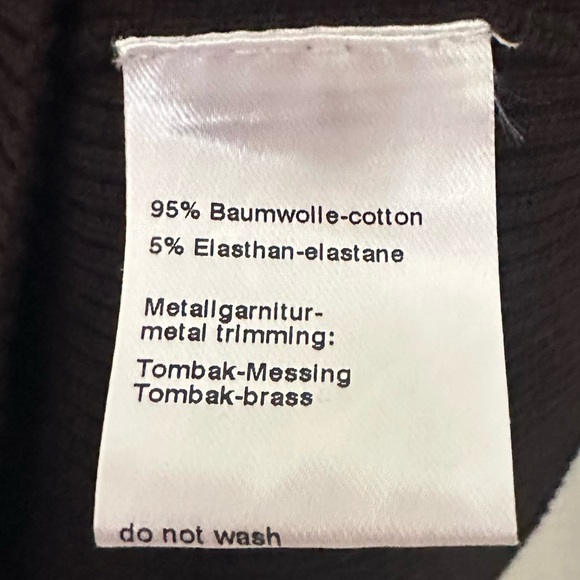 95% Baumwolle-cotton
5% Elasthan-elastane
Metallgarnitur-
metal trimming:
Tombak-Messing
Tombak-brass
do not wash